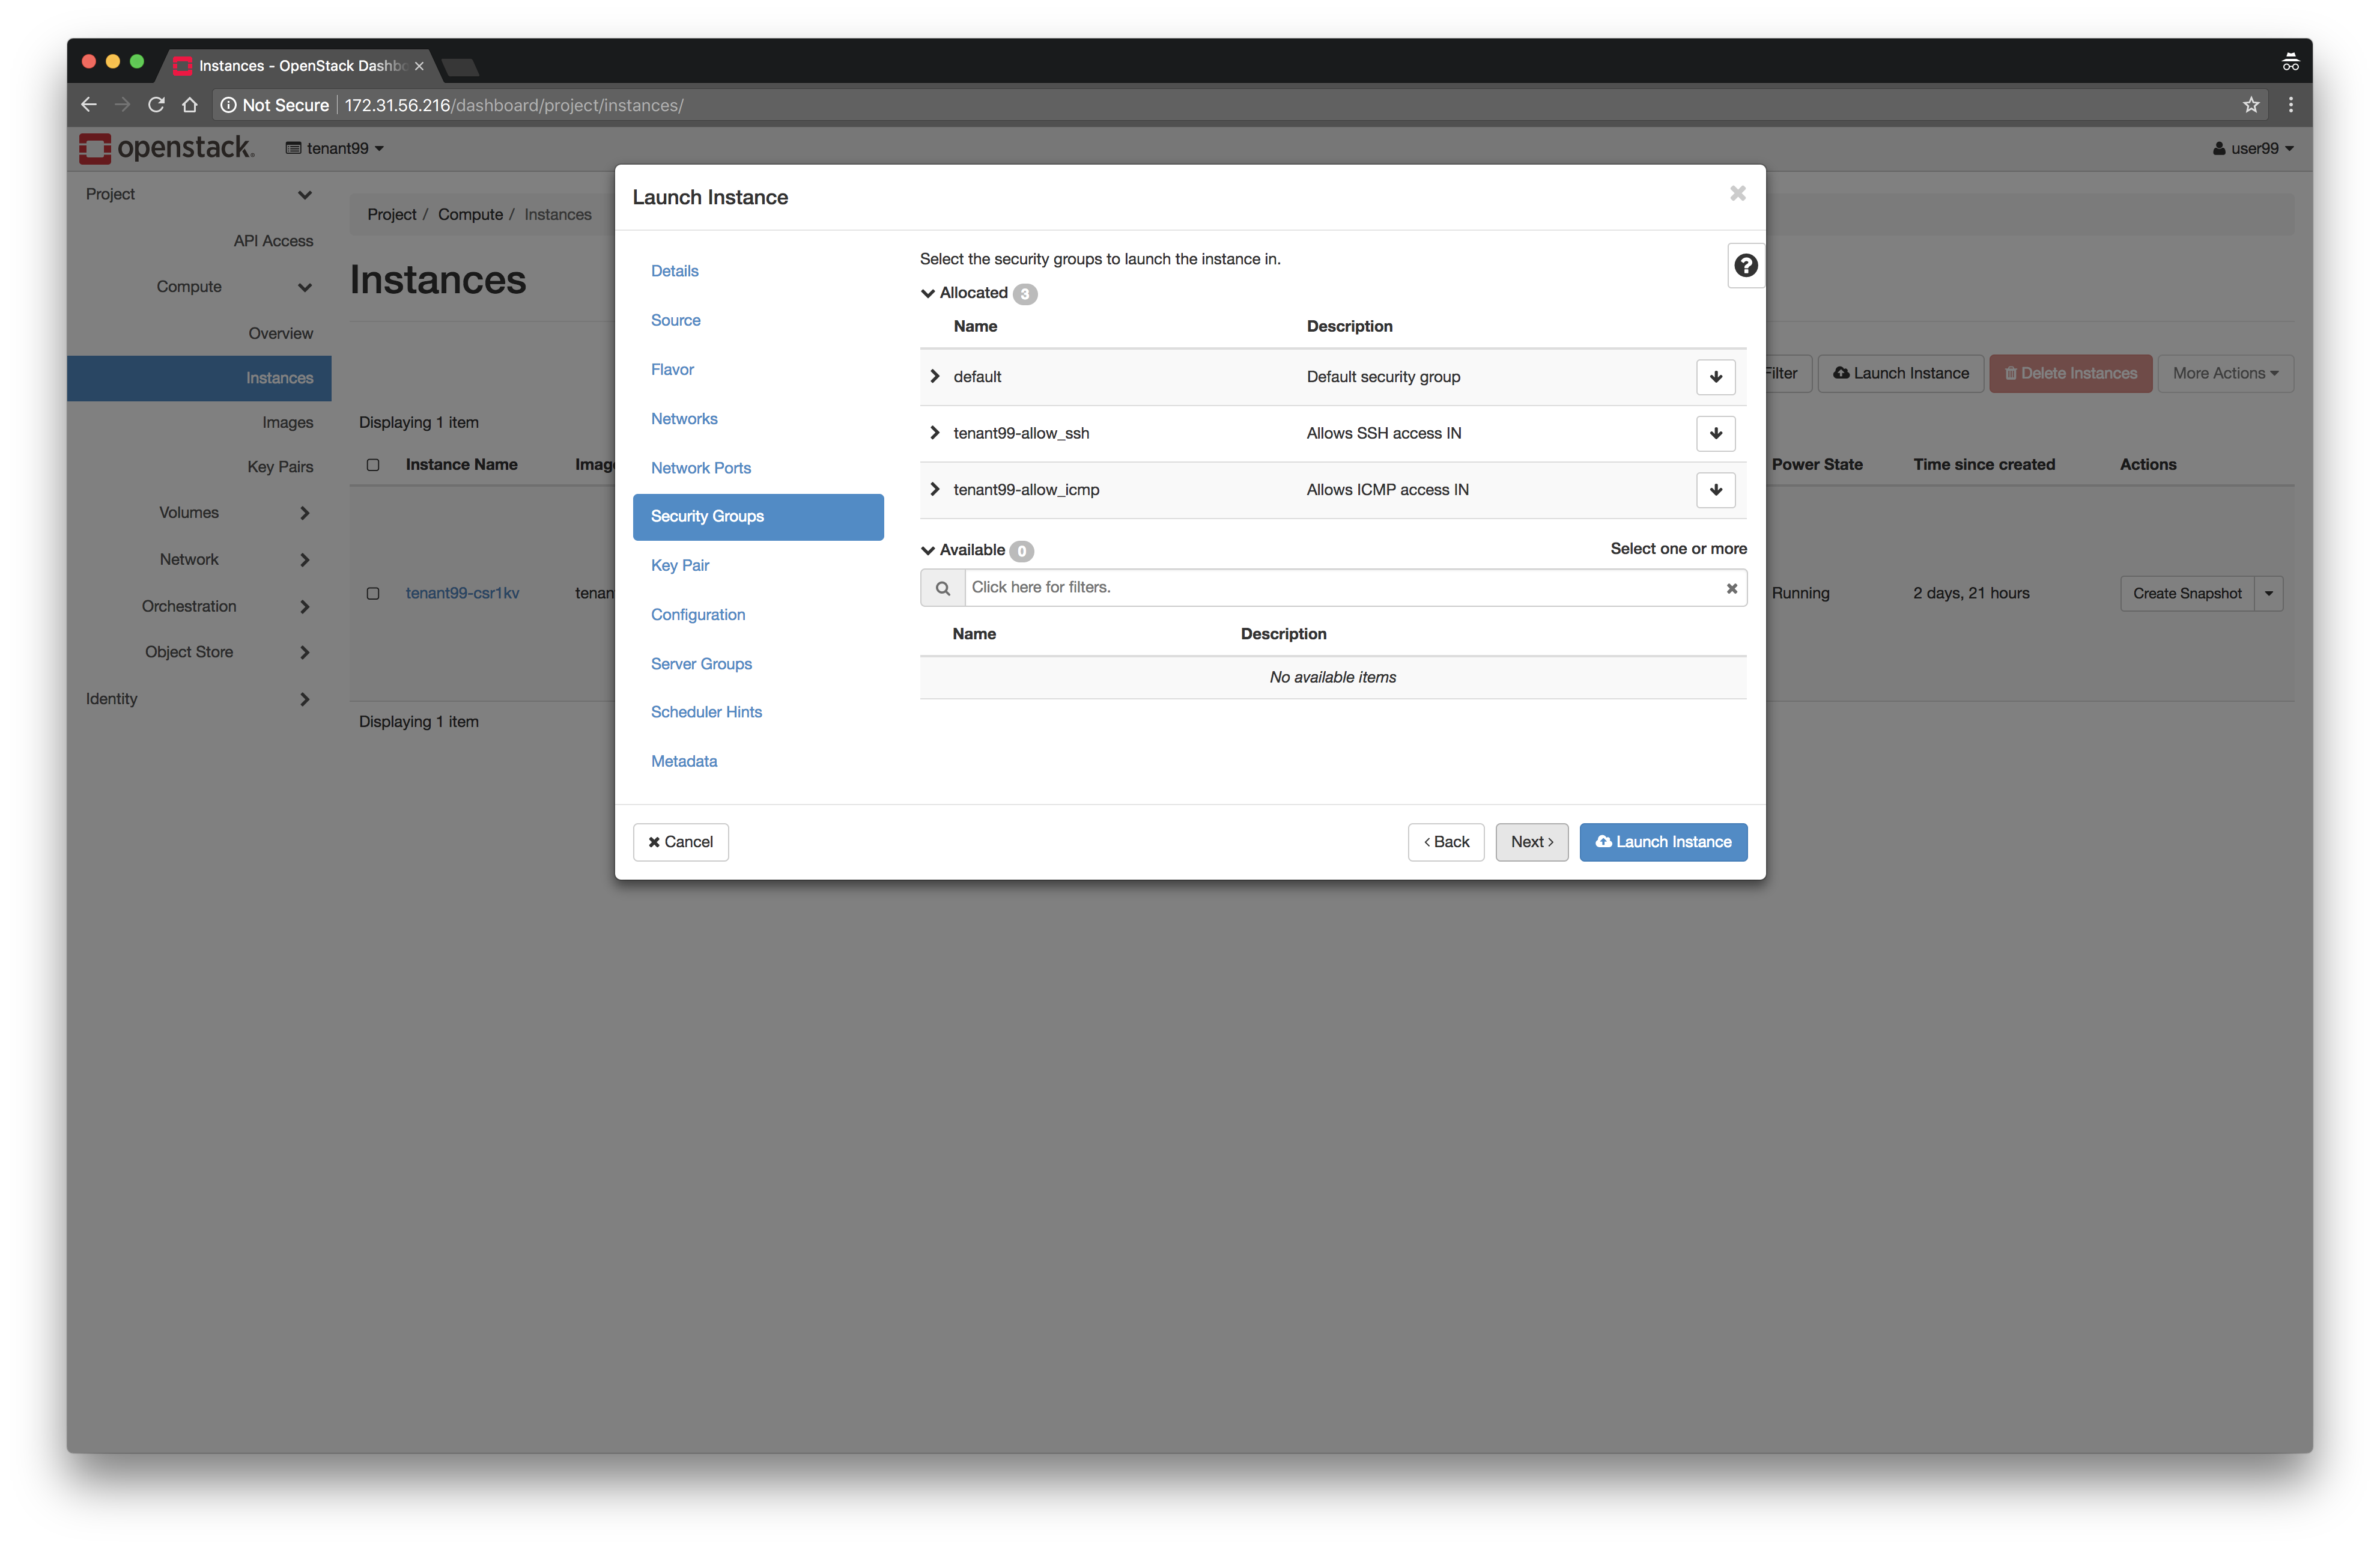 Instances - OpenStack Dashb
Not Secure 172.31.56.216/dashboard/project/instances/
openstack. tenant99 user99
Project
API Access
Compute
Overview
Instances
Images
Key Pairs
Volumes
Network
Orchestration
Object Store
Identity
Project / Compute / Instances
Instances
Filter Launch Instance Delete Instances More Actions
Displaying 1 item
Instance Name Imag Power State Time since created Actions
tenant99-csr1kv tenan Running 2 days, 21 hours Create Snapshot
Displaying 1 item
Launch Instance
Details
Source
Flavor
Networks
Network Ports
Security Groups
Key Pair
Configuration
Server Groups
Scheduler Hints
Metadata
Select the security groups to launch the instance in.
Allocated 3
Name Description
default Default security group
tenant99-allow_ssh Allows SSH access IN
tenant99-allow_icmp Allows ICMP access IN
Available 0 Select one or more
Click here for filters.
Name Description
No available items
Cancel < Back Next > Launch Instance